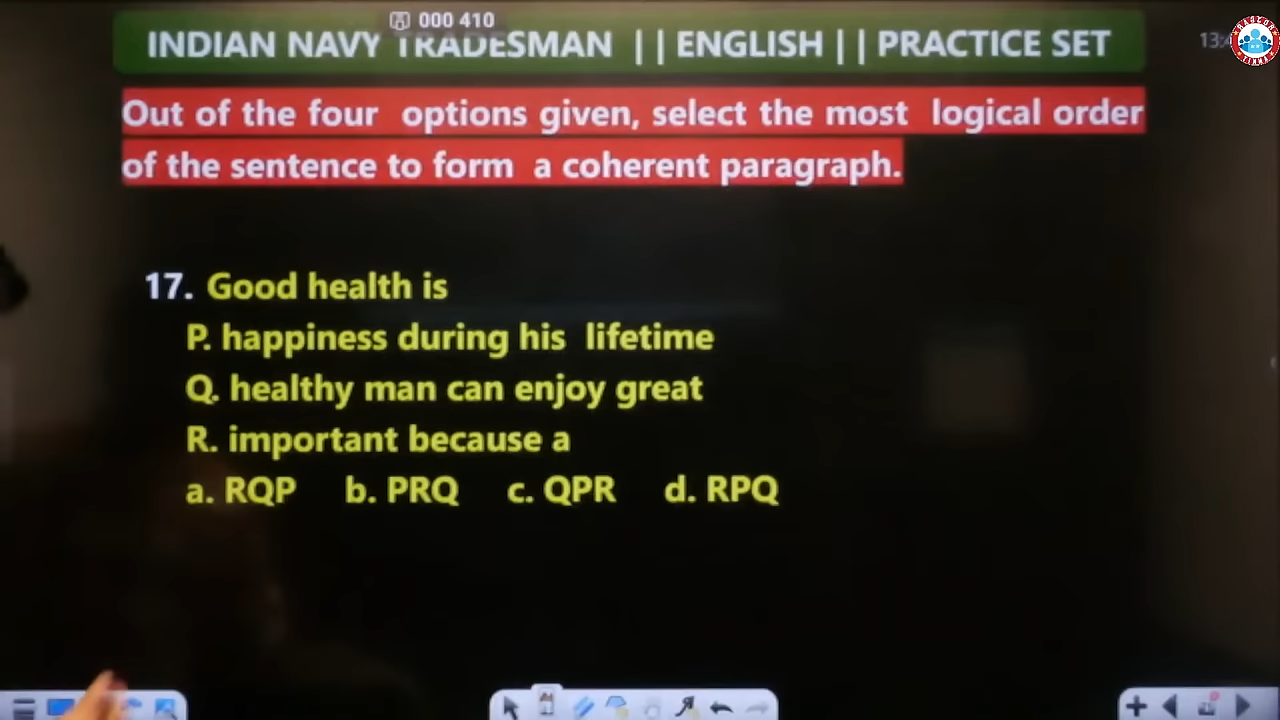 000 410
INDIAN NAVY TRADESMAN || ENGLISH || PRACTICE SET
Out of the four options given, select the most logical order
of the sentence to form a coherent paragraph.
17. Good health is
P. happiness during his lifetime
Q. healthy man can enjoy great
R. important because a
a. RQP b. PRQ c. QPR d. RPQ